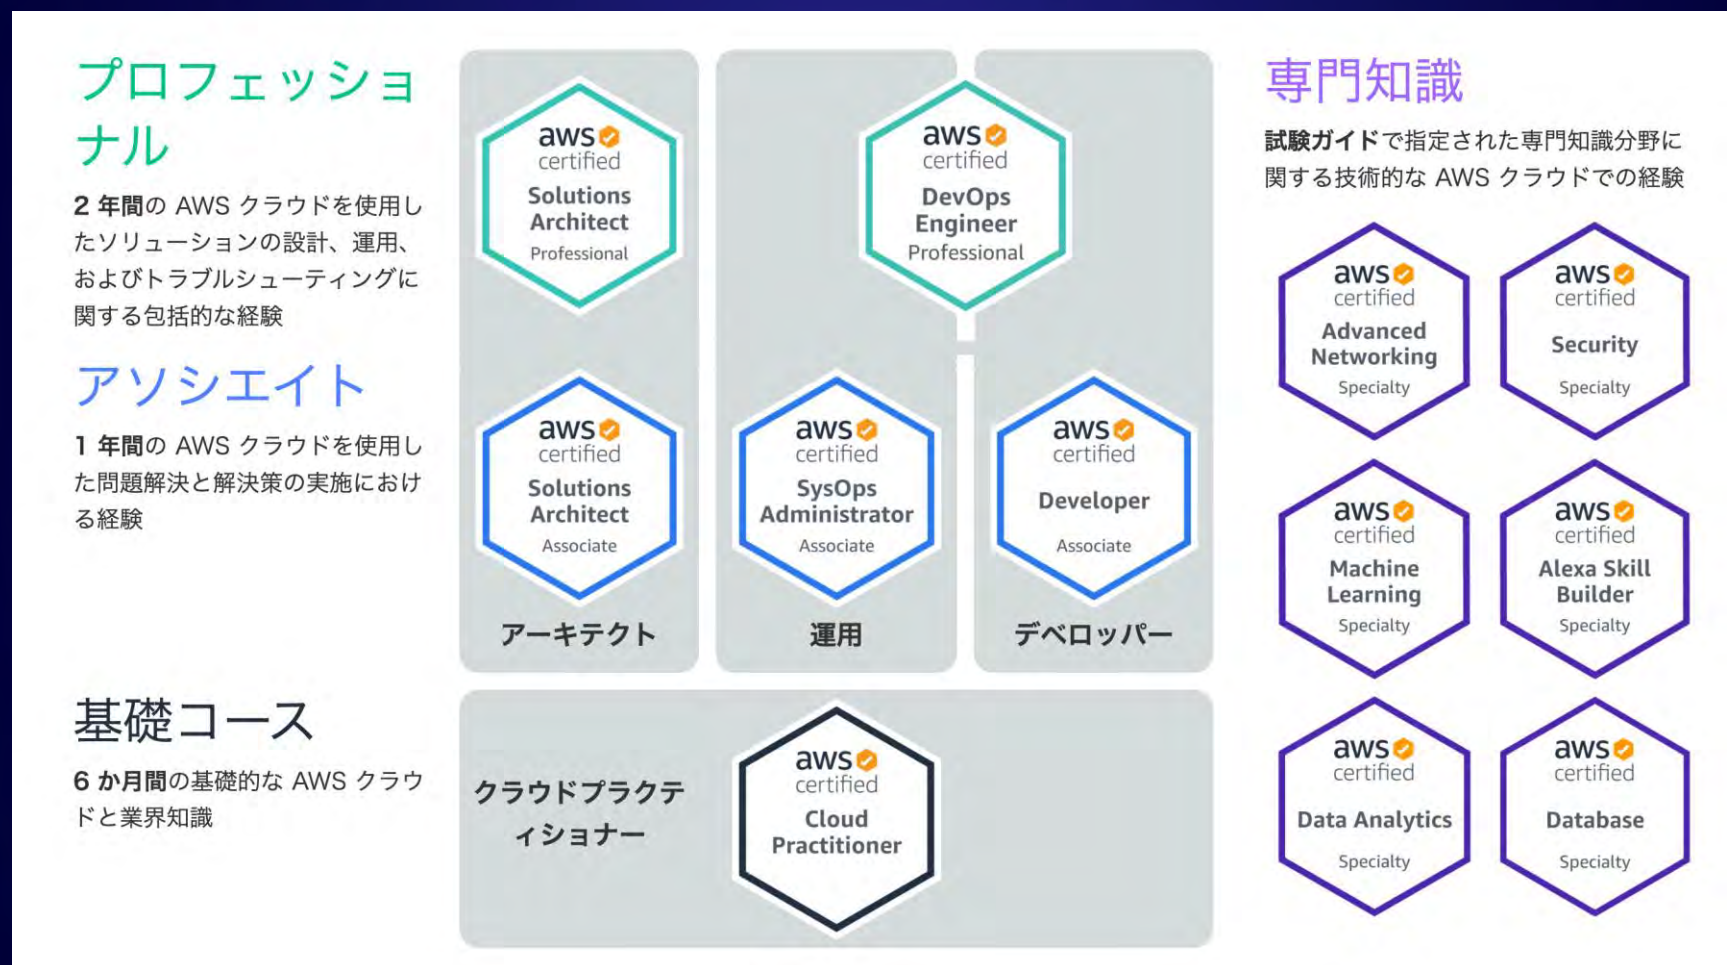 プロフェッショ
ナル
2 年間の AWS クラウドを使用し
たソリューションの設計、運用、
およびトラブルシューティングに
関する包括的な経験
アソシエイト
1 年間の AWS クラウドを使用し
た問題解決と解決策の実施におけ
る経験
基礎コース
6 か月間の基礎的な AWS クラウ
ドと業界知識
aws
certified
Solutions
Architect
Professional
aws
certified
DevOps
Engineer
Professional
aws
certified
Solutions
Architect
Associate
アーキテクト
aws
certified
SysOps
Administrator
Associate
運用
aws
certified
Developer
Associate
デベロッパー
クラウドプラクテ
ィショナー
aws
certified
Cloud
Practitioner
専門知識
試験ガイドで指定された専門知識分野に
関する技術的な AWS クラウドでの経験
aws
certified
Advanced
Networking
Specialty
aws
certified
Security
Specialty
aws
certified
Machine
Learning
Specialty
aws
certified
Alexa Skill
Builder
Specialty
aws
certified
Data Analytics
Specialty
aws
certified
Database
Specialty